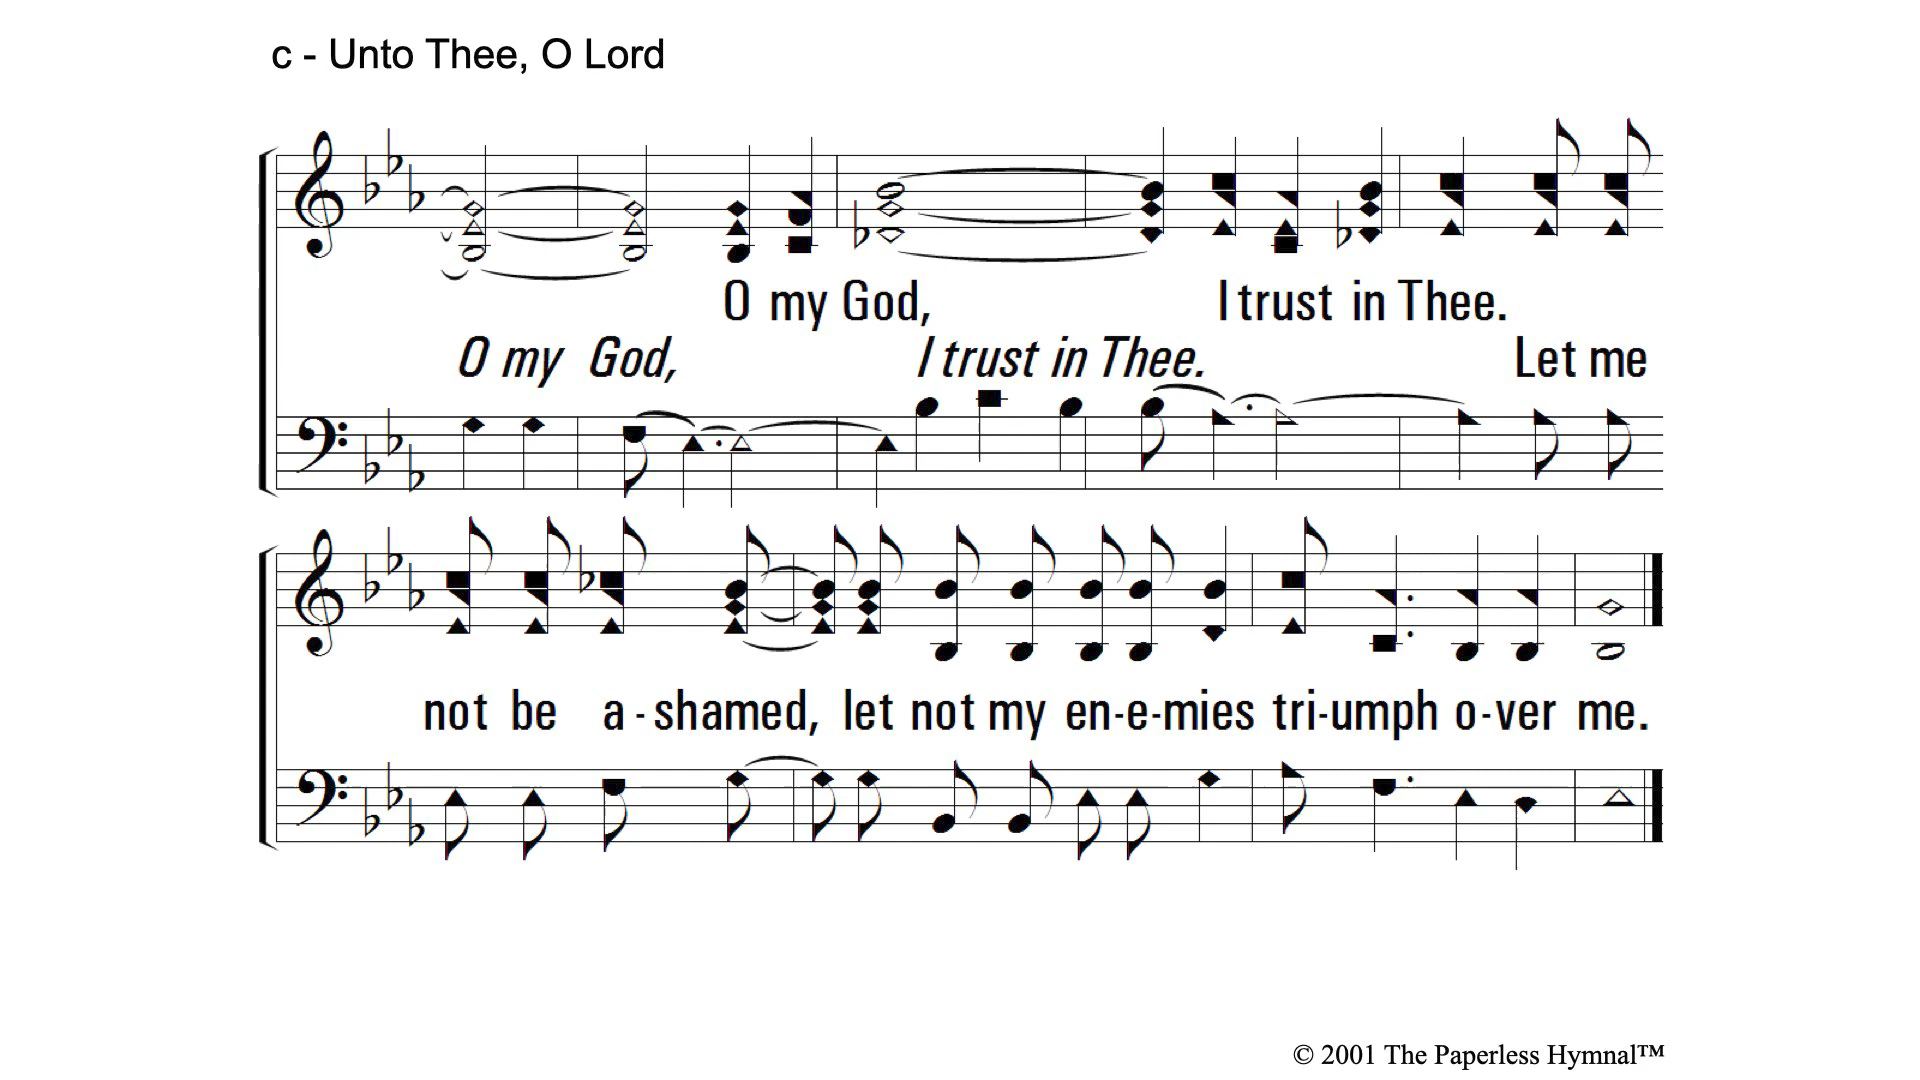 c - Unto Thee, O Lord
O my God, I trust in Thee.
O my God, I trust in Thee. Let me
not be a - shamed, let not my en-e-mies tri-umph o-ver me.
© 2001 The Paperless Hymnal™